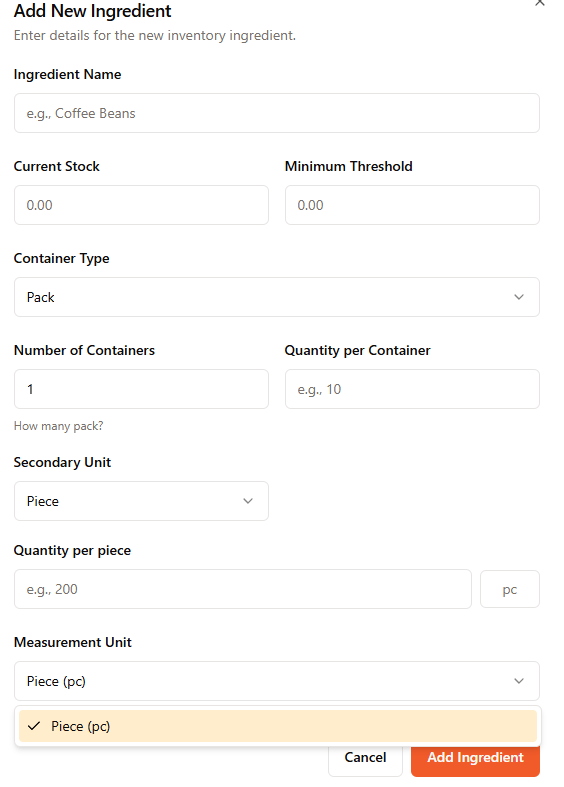 Add New Ingredient
Enter details for the new inventory ingredient.
Ingredient Name
e.g., Coffee Beans
Current Stock Minimum Threshold
0.00 0.00
Container Type
Pack
Number of Containers Quantity per Container
1 e.g., 10
How many pack?
Secondary Unit
Piece
Quantity per piece
e.g., 200 pc
Measurement Unit
Piece (pc)
Piece (pc)
Cancel Add Ingredient